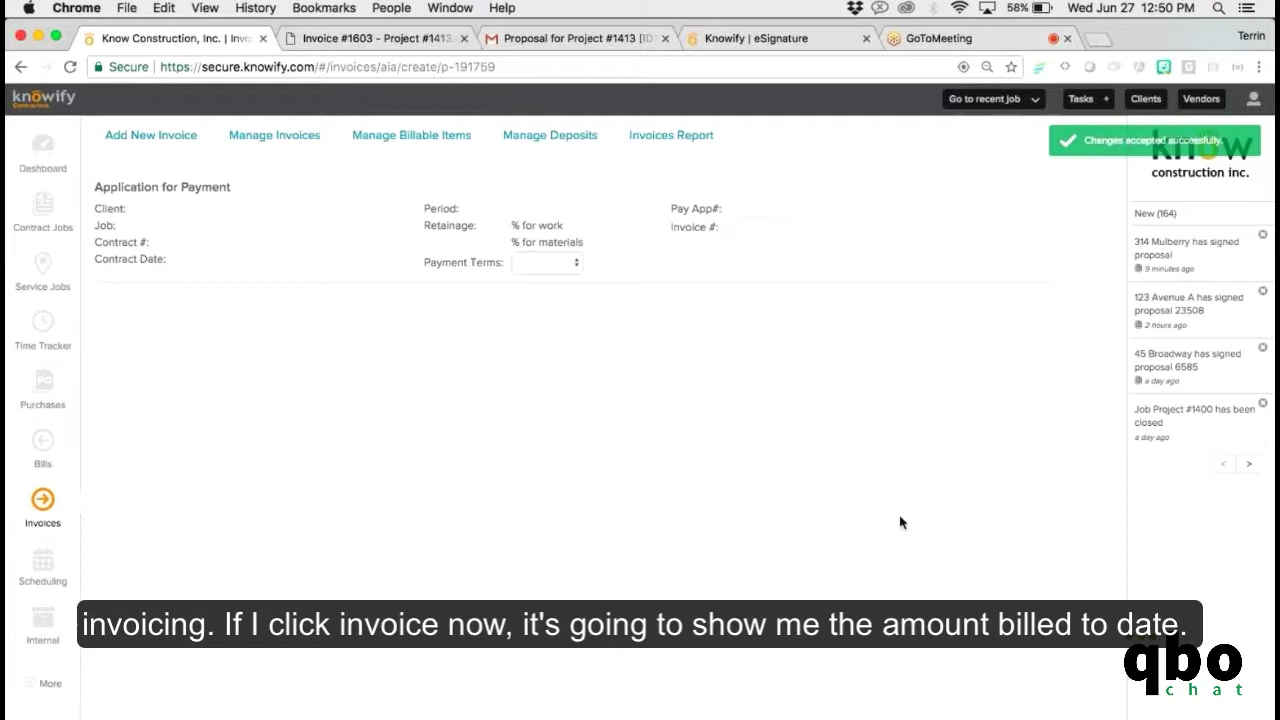 Chrome File Edit View History Bookmarks People Window Help 58% Wed Jun 27 12:50 PM
Know Construction, Inc. | Invo
Invoice #1603 - Project #1413
Proposal for Project #1413 [ID
Knowify | eSignature
GoToMeeting
Terrin
Secure | https://secure.knowify.com/#/invoices/aia/create/p-191759
knowify
Contractors
Go to recent job
Tasks +
Clients
Vendors
Add New Invoice
Manage Invoices
Manage Billable Items
Manage Deposits
Invoices Report
Changes accepted successfully.
know
construction inc.
Dashboard
Contract Jobs
Service Jobs
Time Tracker
PO
Purchases
Bills
Invoices
Scheduling
Internal
More
Application for Payment
Client:
Job:
Contract #:
Contract Date:
Period:
Retainage: % for work
% for materials
Payment Terms:
Pay App#:
Invoice #:
New (164)
314 Mulberry has signed
proposal
9 minutes ago
123 Avenue A has signed
proposal 23508
2 hours ago
45 Broadway has signed
proposal 6585
a day ago
Job Project #1400 has been
closed
a day ago
< >
invoicing. If I click invoice now, it's going to show me the amount billed to date.
qbo
chat